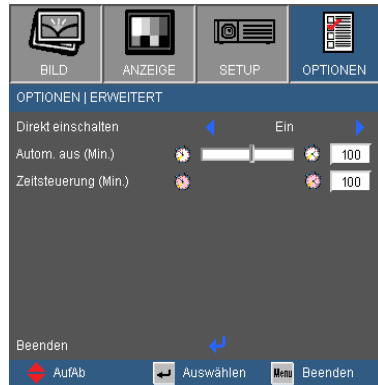 BILD ANZEIGE SETUP OPTIONEN
OPTIONEN | ERWEITERT
Direkt einschalten Ein
Autom. aus (Min.) 100
Zeitsteuerung (Min.) 100
Beenden
AufAb Auswählen Menu Beenden